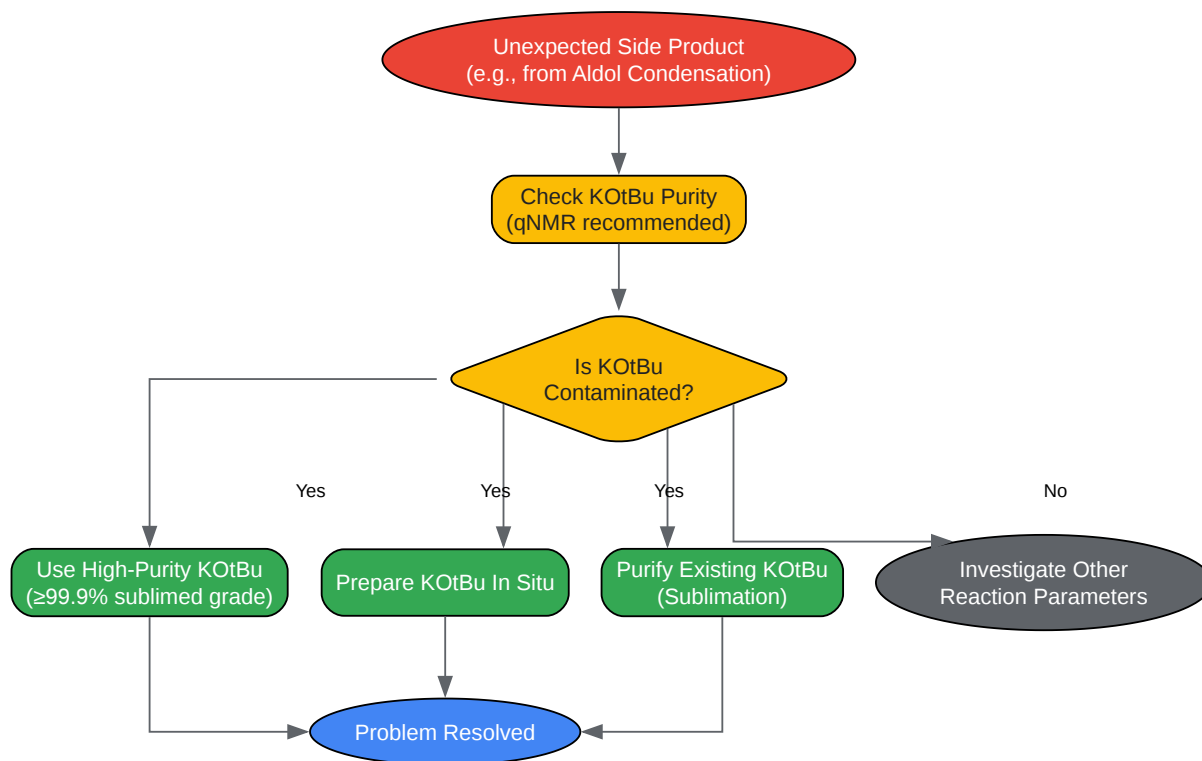 Unexpected Side Product
(e.g., from Aldol Condensation)
Check KOtBu Purity
(qNMR recommended)
Is KOtBu
Contaminated?
Yes
Yes
Yes
No
Use High-Purity KOtBu
(≥99.9% sublimed grade)
Prepare KOtBu In Situ
Purify Existing KOtBu
(Sublimation)
Investigate Other
Reaction Parameters
Problem Resolved